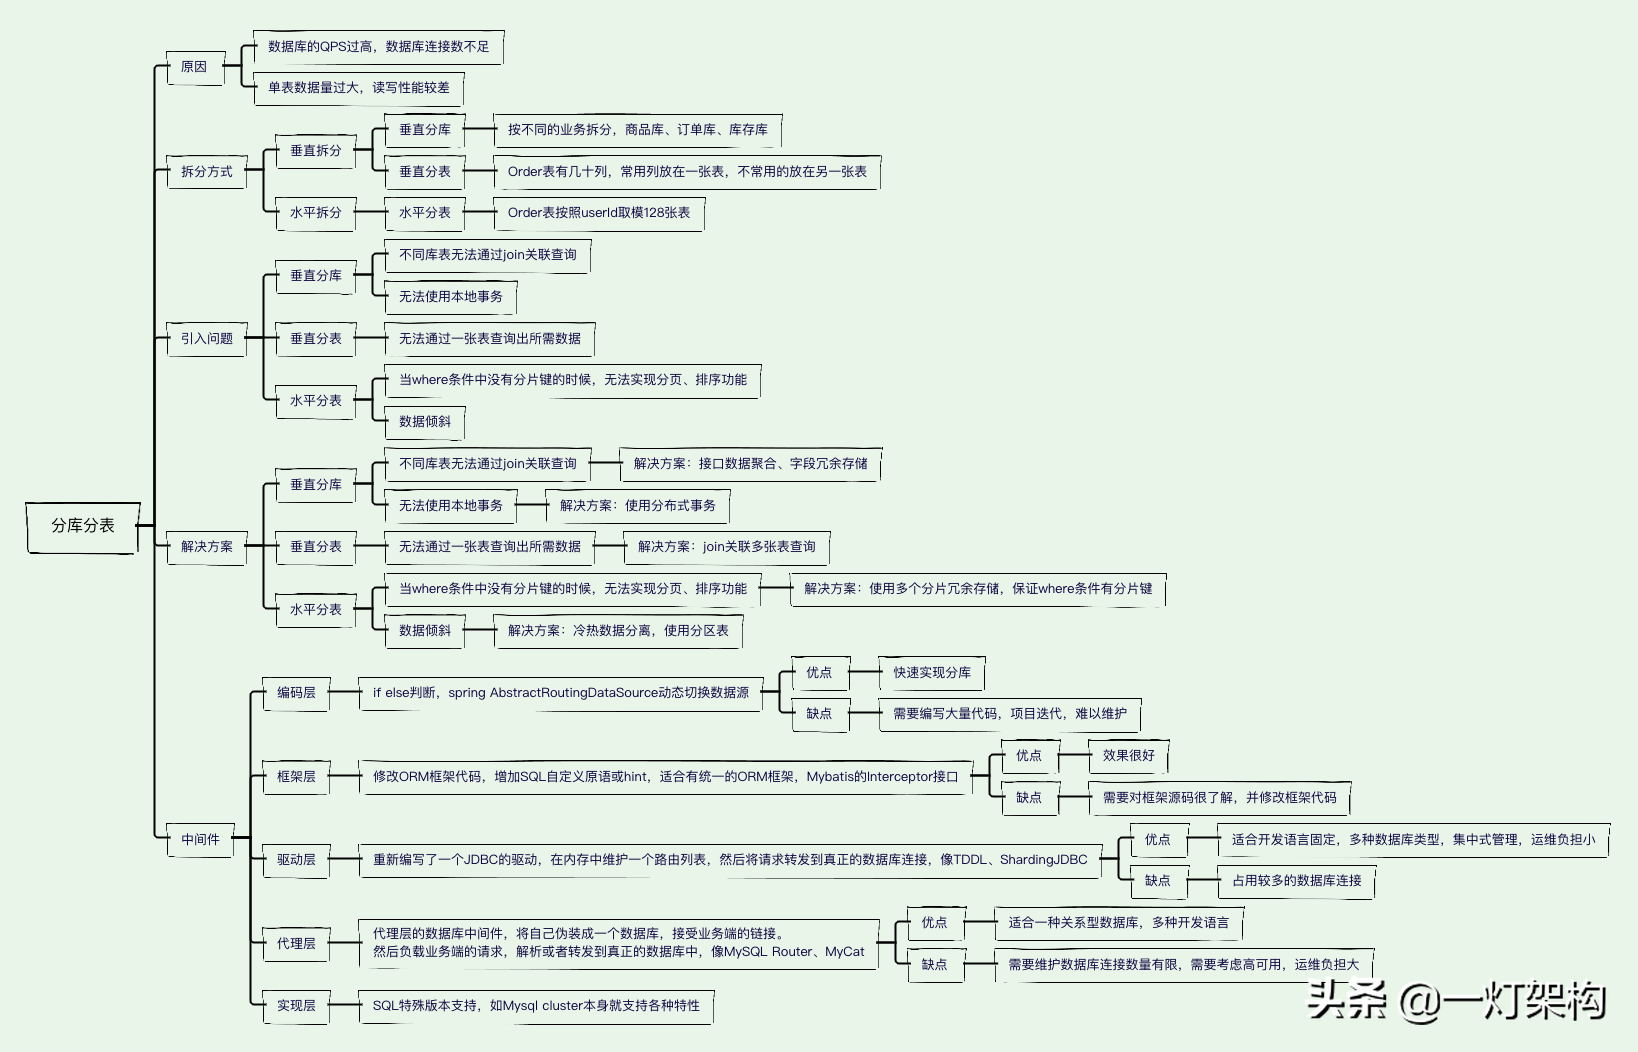 分库分表
原因
数据库的QPS过高，数据库连接数不足
单表数据量过大，读写性能较差
拆分方式
垂直拆分
垂直分库
按不同的业务拆分，商品库、订单库、库存库
垂直分表
Order表有几十列，常用列放在一张表，不常用的放在另一张表
水平拆分
水平分表
Order表按照userId取模128张表
引入问题
垂直分库
不同库表无法通过join关联查询
无法使用本地事务
垂直分表
无法通过一张表查询出所需数据
水平分表
当where条件中没有分片键的时候，无法实现分页、排序功能
数据倾斜
解决方案
垂直分库
不同库表无法通过join关联查询
解决方案：接口数据聚合、字段冗余存储
无法使用本地事务
解决方案：使用分布式事务
垂直分表
无法通过一张表查询出所需数据
解决方案：join关联多张表查询
水平分表
当where条件中没有分片键的时候，无法实现分页、排序功能
解决方案：使用多个分片冗余存储，保证where条件有分片键
数据倾斜
解决方案：冷热数据分离，使用分区表
中间件
编码层
if else判断，spring AbstractRoutingDataSource动态切换数据源
优点
快速实现分库
缺点
需要编写大量代码，项目迭代，难以维护
框架层
修改ORM框架代码，增加SQL自定义原语或hint，适合有统一的ORM框架，Mybatis的Interceptor接口
优点
效果很好
缺点
需要对框架源码很了解，并修改框架代码
驱动层
重新编写了一个JDBC的驱动，在内存中维护一个路由列表，然后将请求转发到真正的数据库连接，像TDDL、ShardingJDBC
优点
适合开发语言固定，多种数据库类型，集中式管理，运维负担小
缺点
占用较多的数据库连接
代理层
代理层的数据库中间件，将自己伪装成一个数据库，接受业务端的链接。
然后负载业务端的请求，解析或者转发到真正的数据库中，像MySQL Router、MyCat
优点
适合一种关系型数据库，多种开发语言
缺点
需要维护数据库连接数量有限，需要考虑高可用，运维负担大
实现层
SQL特殊版本支持，如Mysql cluster本身就支持各种特性
头条 @一灯架构